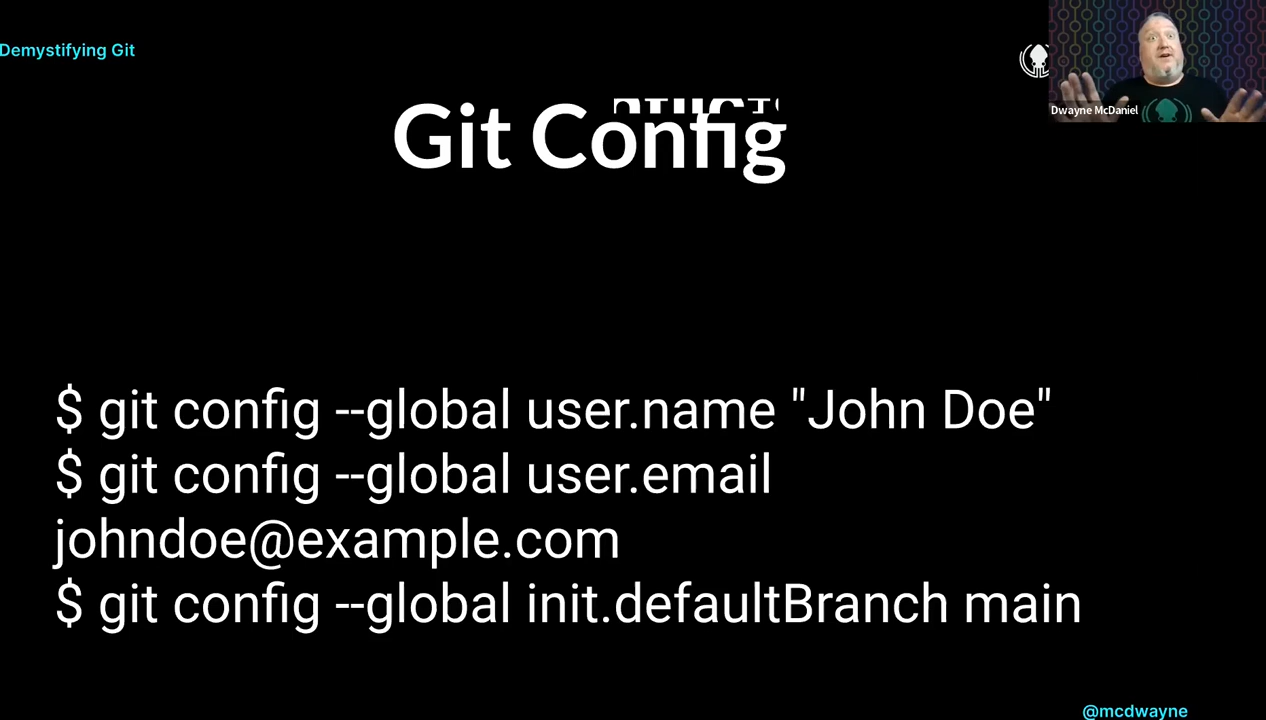 Demystifying Git
Dwayne McDaniel
Git Config
$ git config --global user.name "John Doe"
$ git config --global user.email
johndoe@example.com
$ git config --global init.defaultBranch main
@mcdwayne